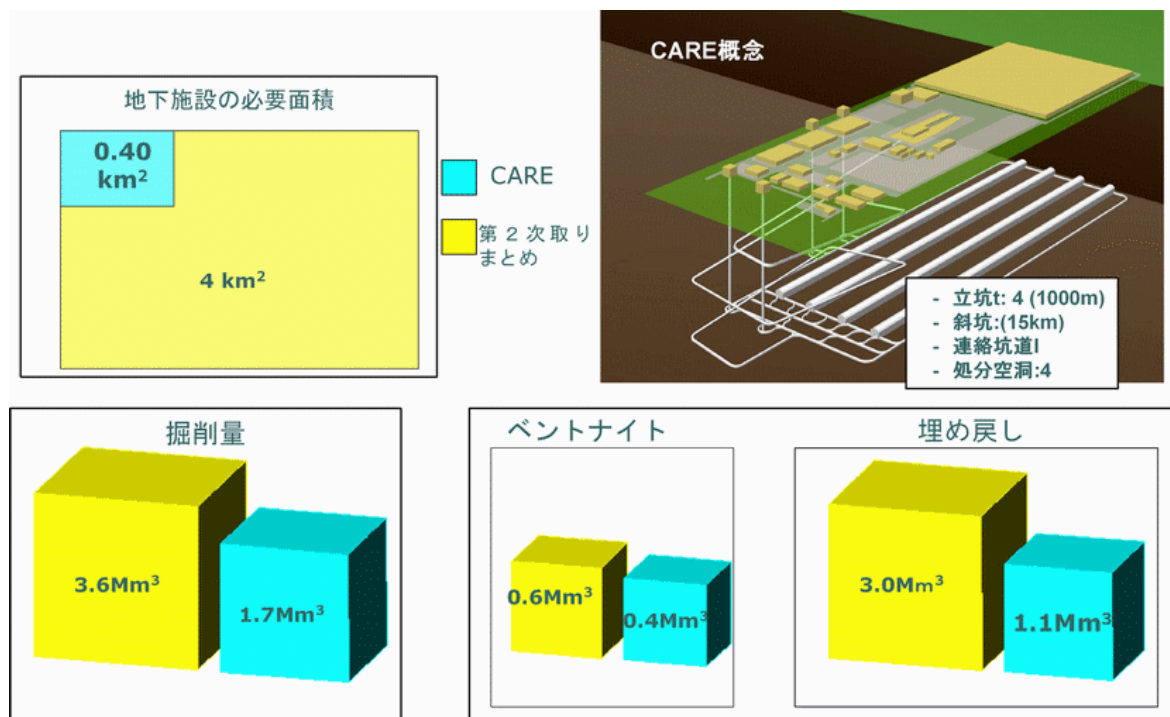 地下施設の必要面積
0.40
km²
4 km²
CARE
第２次取り
まとめ
CARE概念
- 立坑t: 4 (1000m)
- 斜坑:(15km)
- 連絡坑道l
- 処分空洞:4
掘削量
3.6Mm³
1.7Mm³
ベントナイト
0.6Mm³
0.4Mm³
埋め戻し
3.0Mm³
1.1Mm³